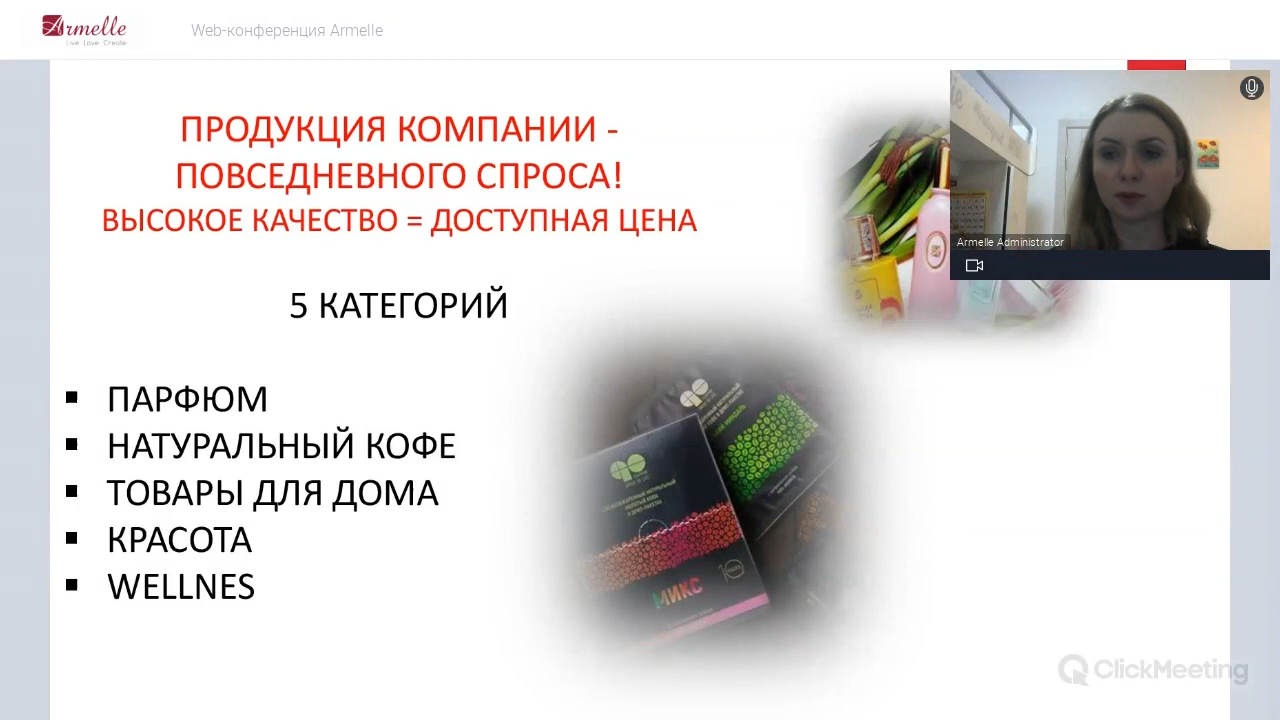 Armelle
Live Love Create
Web-конференция Armelle
ПРОДУКЦИЯ КОМПАНИИ -
ПОВСЕДНЕВНОГО СПРОСА!
ВЫСОКОЕ КАЧЕСТВО = ДОСТУПНАЯ ЦЕНА
Armelle Administrator
5 КАТЕГОРИЙ
▪ ПАРФЮМ
▪ НАТУРАЛЬНЫЙ КОФЕ
▪ ТОВАРЫ ДЛЯ ДОМА
▪ КРАСОТА
▪ WELLNES
МИКС
ClickMeeting